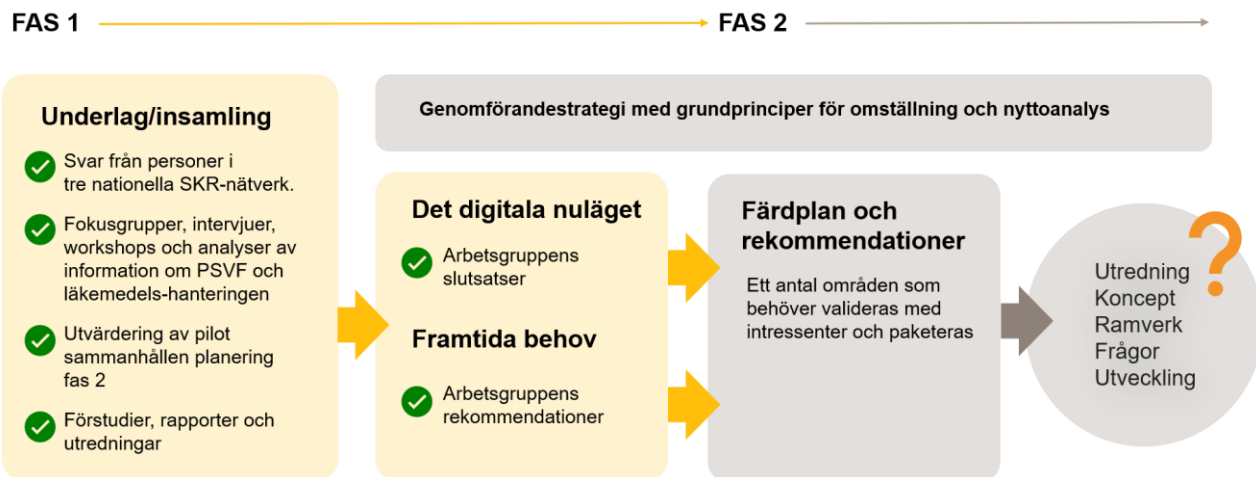 FAS 1
FAS 2
Underlag/insamling
Svar från personer i
tre nationella SKR-nätverk.
Fokusgrupper, intervjuer,
workshops och analyser av
information om PSVF och
läkemedels-hanteringen
Utvärdering av pilot
sammanhållen planering
fas 2
Förstudier, rapporter och
utredningar
Genomförandestrategi med grundprinciper för omställning och nyttoanalys
Det digitala nuläget
Arbetsgruppens
slutsatser
Framtida behov
Arbetsgruppens
rekommendationer
Färdplan och
rekommendationer
Ett antal områden som
behöver valideras med
intressenter och paketeras
?
Utredning
Koncept
Ramverk
Frågor
Utveckling